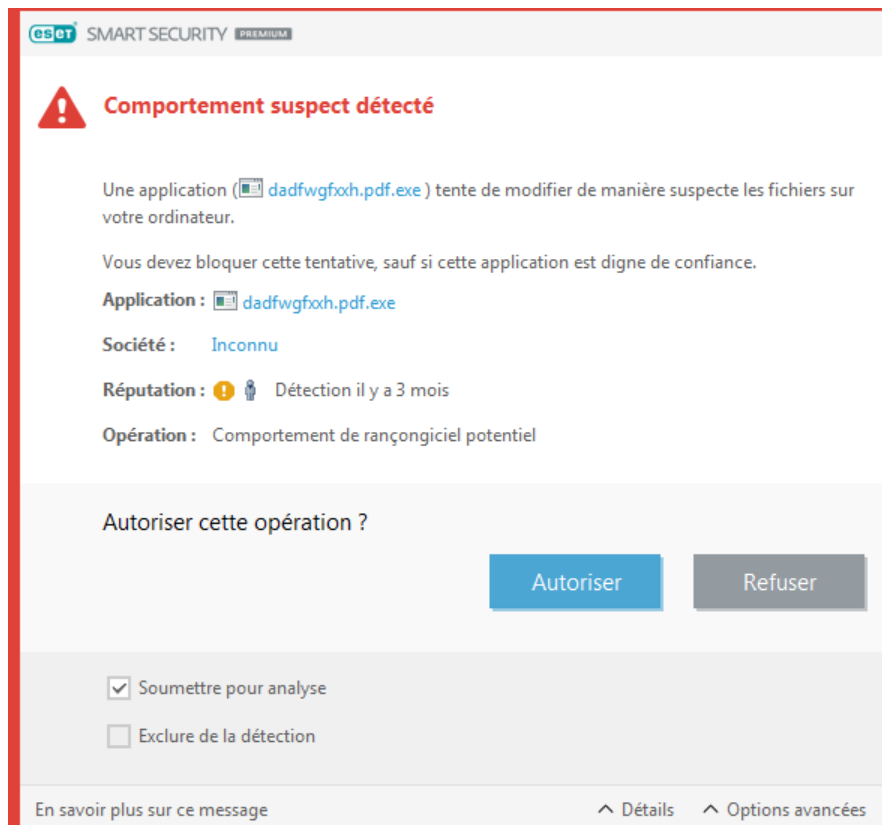 eset SMART SECURITY PREMIUM
Comportement suspect détecté
Une application ( dadfwgfxxh.pdf.exe ) tente de modifier de manière suspecte les fichiers sur
votre ordinateur.
Vous devez bloquer cette tentative, sauf si cette application est digne de confiance.
Application : dadfwgfxxh.pdf.exe
Société : Inconnu
Réputation : Détection il y a 3 mois
Opération : Comportement de rançongiciel potentiel
Autoriser cette opération ?
Autoriser Refuser
Soumettre pour analyse
Exclure de la détection
En savoir plus sur ce message Détails Options avancées